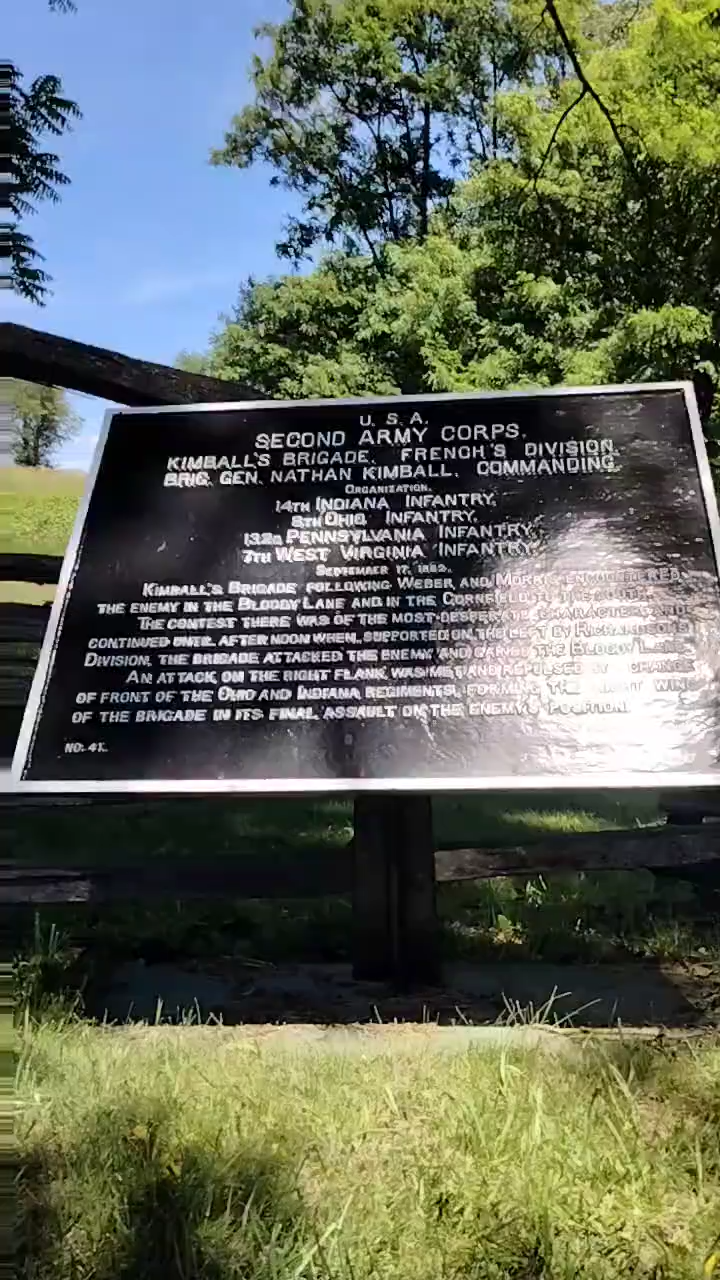 U. S. A.
SECOND ARMY CORPS.
KIMBALL'S BRIGADE, FRENCH'S DIVISION.
BRIG. GEN. NATHAN KIMBALL, COMMANDING.
ORGANIZATION.
14TH INDIANA INFANTRY,
8TH OHIO INFANTRY,
132D PENNSYLVANIA INFANTRY,
7TH WEST VIRGINIA INFANTRY.
SEPTEMBER 17, 1862.
KIMBALL'S BRIGADE FOLLOWING WEBER AND MORRIS ENCOUNTERED
THE ENEMY IN THE BLOODY LANE AND IN THE CORNFIELD TO THE SOUTH.
THE CONTEST THERE WAS OF THE MOST DESPERATE CHARACTER AND
CONTINUED UNTIL AFTER NOON WHEN, SUPPORTED ON THE LEFT BY RICHARDSON'S
DIVISION, THE BRIGADE ATTACKED THE ENEMY AND THE BLOODY LANE.
AN ATTACK ON THE RIGHT FLANK WAS MET AND REPULSED BY CHANGE
OF FRONT OF THE OHIO AND INDIANA REGIMENTS, FORMING THE RIGHT WING
OF THE BRIGADE IN ITS FINAL ASSAULT ON THE ENEMY'S POSITION.
NO. 41.